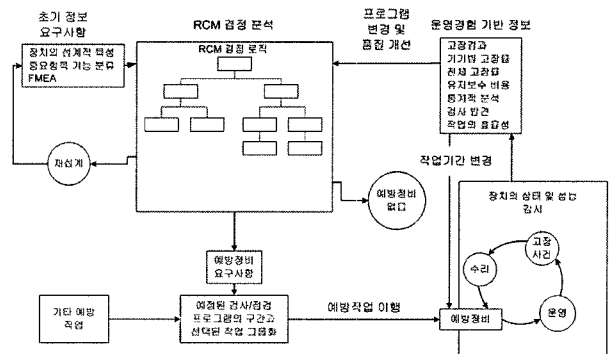 초기 정보
요구사항
장치의 설계적 특성
중요항목 기능 분류
FMEA
RCM 결정 분석
RCM 결정 로직
프로그램
변경 및
품질 개선
운영경험 기반 정보
고장결과
기기별 고장률
전체 고장률
유지보수 비용
통계적 분석
검사 발견
작업의 효율성
재설계
예방정비
없음
작업기간 변경
장치의 상태 및 성능
감시
고장
사건
수리
운영
예방정비
예방정비
요구사항
기타 예방
작업
예정된 검사/점검
프로그램의 구간과
선택된 작업 그룹화
예방작업 이행